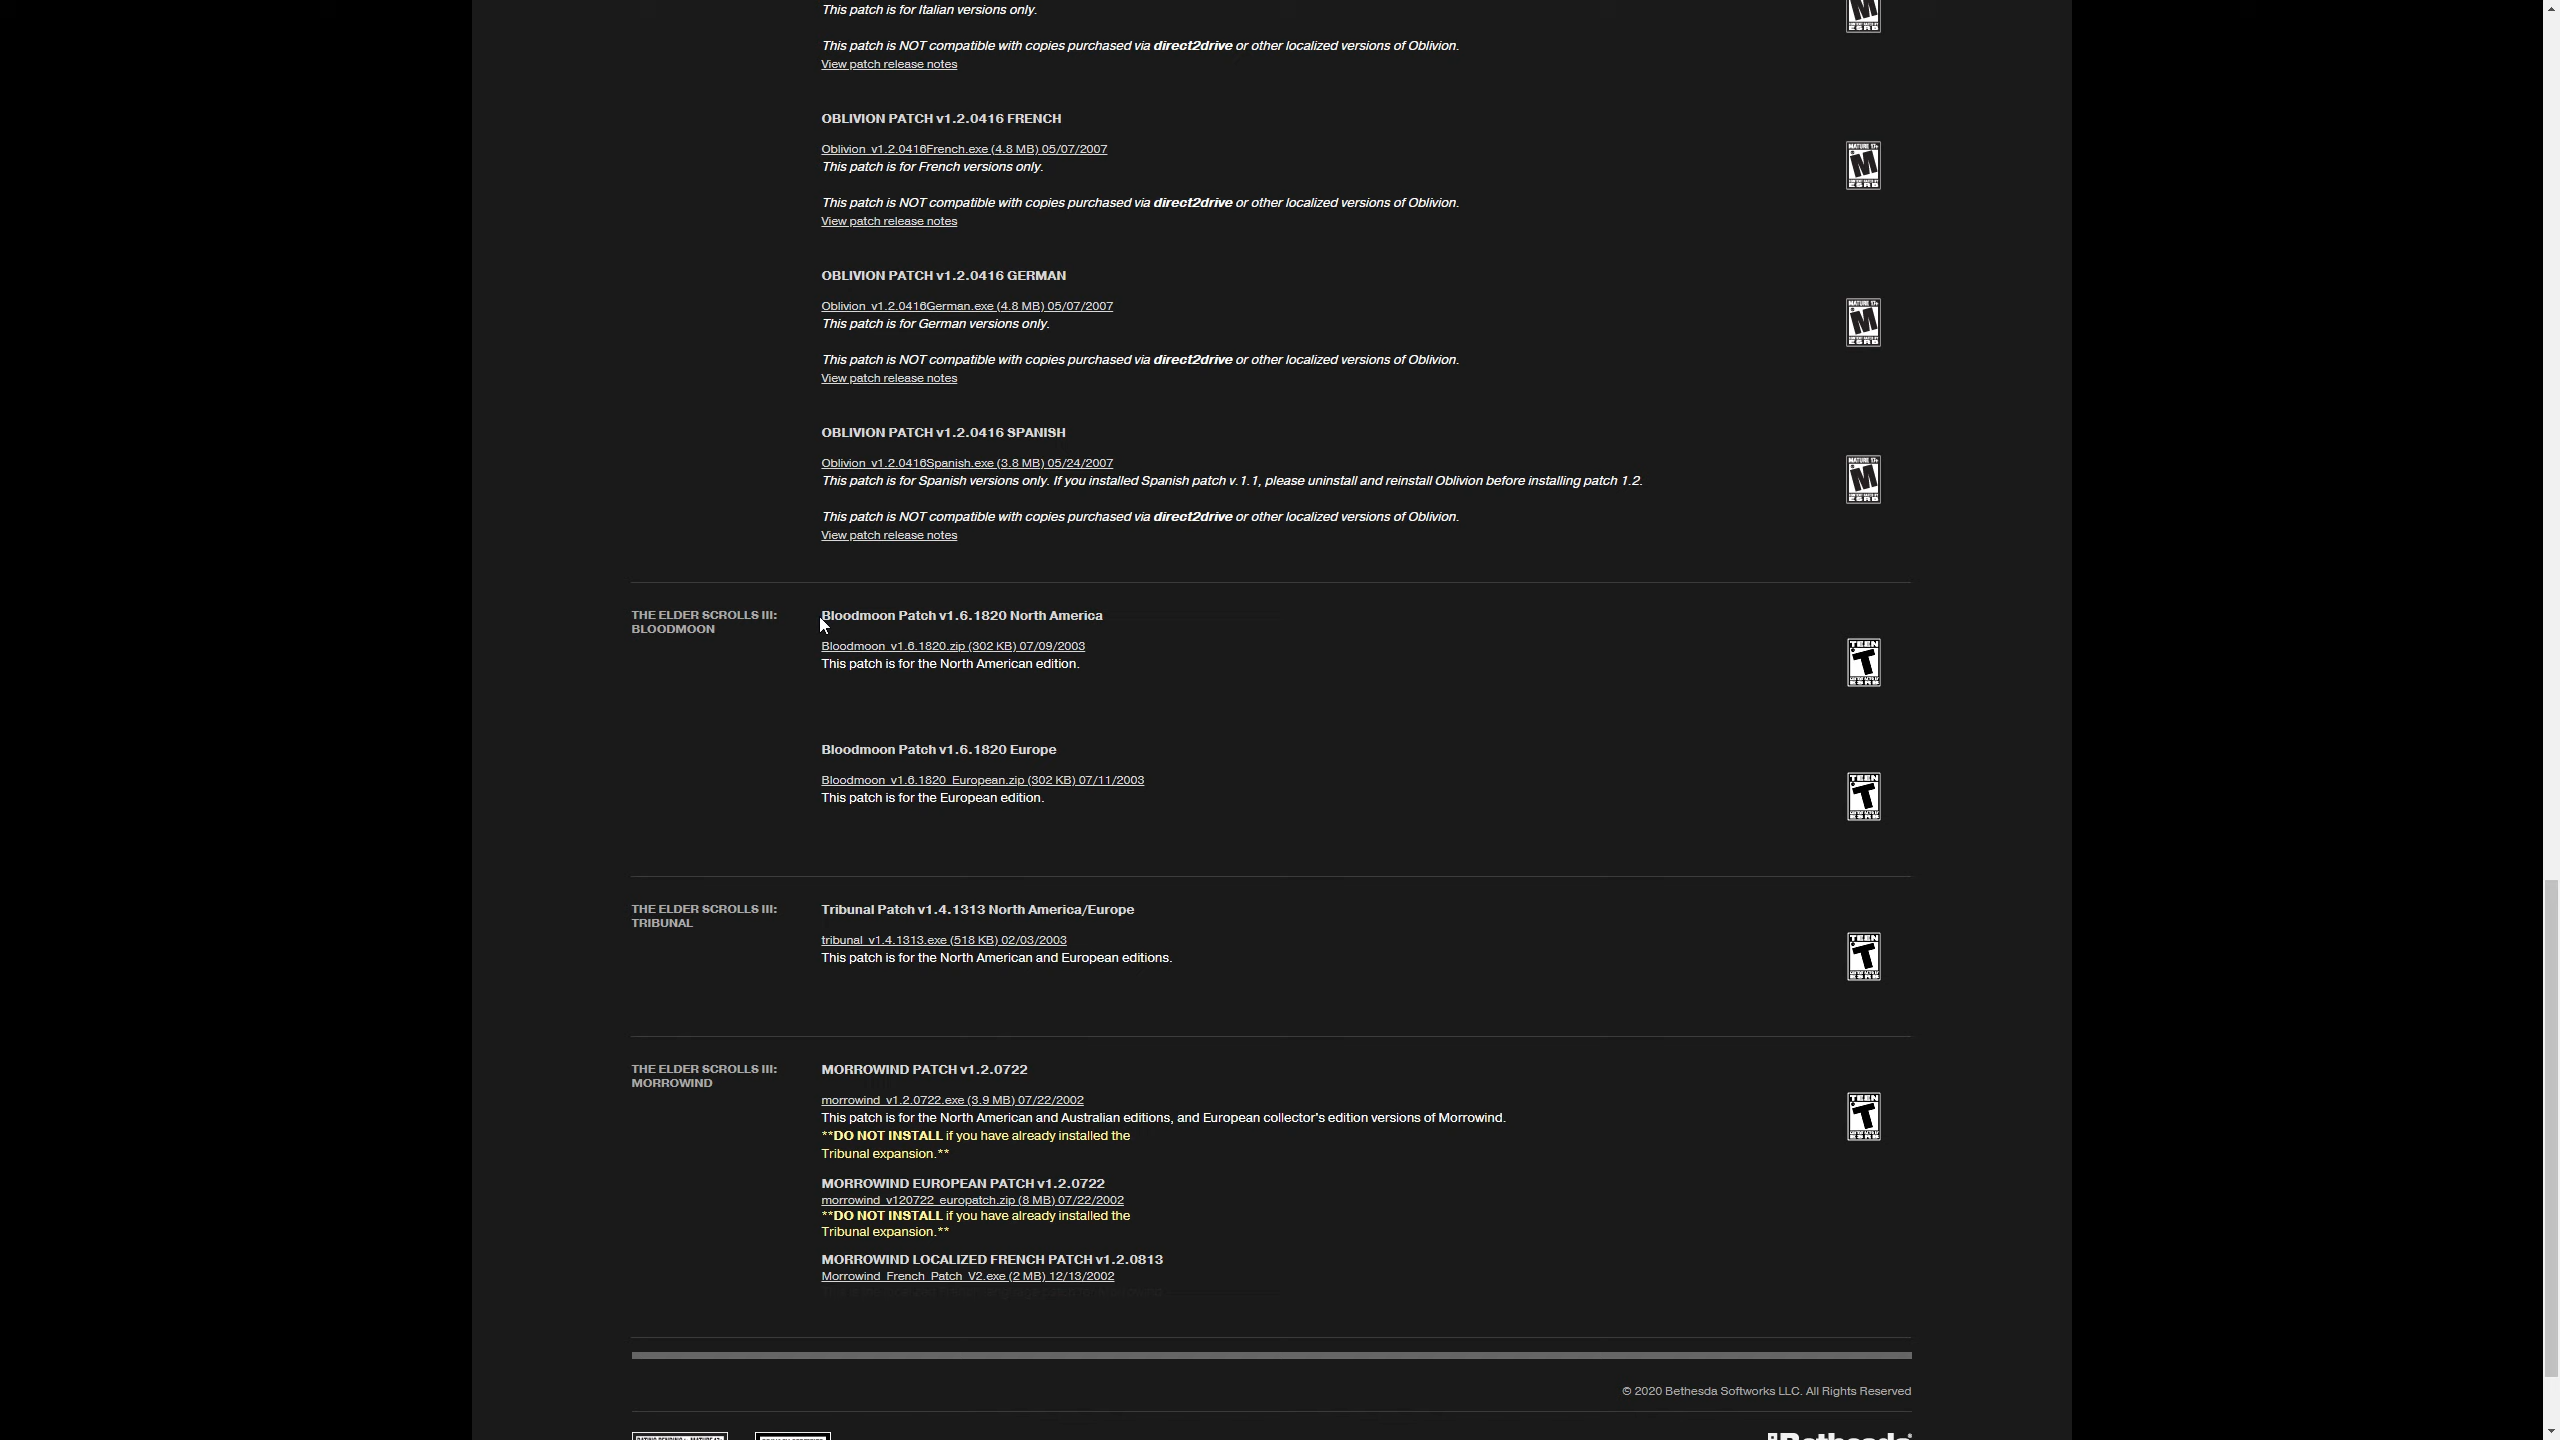 This patch is for Italian versions only.
This patch is NOT compatible with copies purchased via direct2drive or other localized versions of Oblivion.
View patch release notes
OBLIVION PATCH v1.2.0416 FRENCH
Oblivion_v1.2.0416French.exe (4.8 MB) 05/07/2007
This patch is for French versions only.
MATURE 17+
M
ESRB
This patch is NOT compatible with copies purchased via direct2drive or other localized versions of Oblivion.
View patch release notes
OBLIVION PATCH v1.2.0416 GERMAN
Oblivion_v1.2.0416German.exe (4.8 MB) 05/07/2007
This patch is for German versions only.
MATURE 17+
M
ESRB
This patch is NOT compatible with copies purchased via direct2drive or other localized versions of Oblivion.
View patch release notes
OBLIVION PATCH v1.2.0416 SPANISH
Oblivion_v1.2.0416Spanish.exe (3.8 MB) 05/24/2007
This patch is for Spanish versions only. If you installed Spanish patch v.1.1, please uninstall and reinstall Oblivion before installing patch 1.2.
MATURE 17+
M
ESRB
This patch is NOT compatible with copies purchased via direct2drive or other localized versions of Oblivion.
View patch release notes
THE ELDER SCROLLS III:
BLOODMOON
Bloodmoon Patch v1.6.1820 North America
Bloodmoon_v1.6.1820.zip (302 KB) 07/09/2003
This patch is for the North American edition.
TEEN
T
ESRB
Bloodmoon Patch v1.6.1820 Europe
Bloodmoon_v1.6.1820_European.zip (302 KB) 07/11/2003
This patch is for the European edition.
TEEN
T
ESRB
THE ELDER SCROLLS III:
TRIBUNAL
Tribunal Patch v1.4.1313 North America/Europe
tribunal_v1.4.1313.exe (518 KB) 02/03/2003
This patch is for the North American and European editions.
TEEN
T
ESRB
THE ELDER SCROLLS III:
MORROWIND
MORROWIND PATCH v1.2.0722
morrowind_v1.2.0722.exe (3.9 MB) 07/22/2002
This patch is for the North American and Australian editions, and European collector's edition versions of Morrowind.
**DO NOT INSTALL if you have already installed the
Tribunal expansion.**
TEEN
T
ESRB
MORROWIND EUROPEAN PATCH v1.2.0722
morrowind_v120722_europatch.zip (8 MB) 07/22/2002
**DO NOT INSTALL if you have already installed the
Tribunal expansion.**
MORROWIND LOCALIZED FRENCH PATCH v1.2.0813
Morrowind_French_Patch_V2.exe (2 MB) 12/13/2002
© 2020 Bethesda Softworks LLC. All Rights Reserved
Bethesda